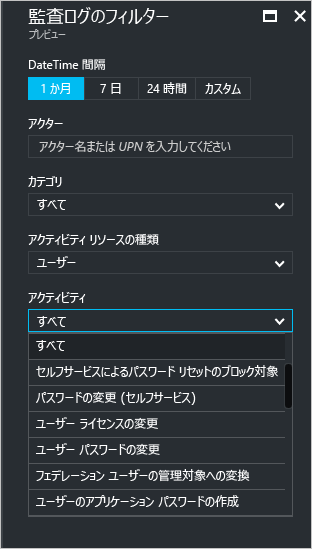 監査ログのフィルター
プレビュー
DateTime 間隔
1 か月 7 日 24 時間 カスタム
アクター
アクター名または UPN を入力してください
カテゴリ
すべて
アクティビティ リソースの種類
ユーザー
アクティビティ
すべて
すべて
セルフサービスによるパスワード リセットのブロック対象
パスワードの変更 (セルフサービス)
ユーザー ライセンスの変更
ユーザー パスワードの変更
フェデレーション ユーザーの管理対象への変換
ユーザーのアプリケーション パスワードの作成